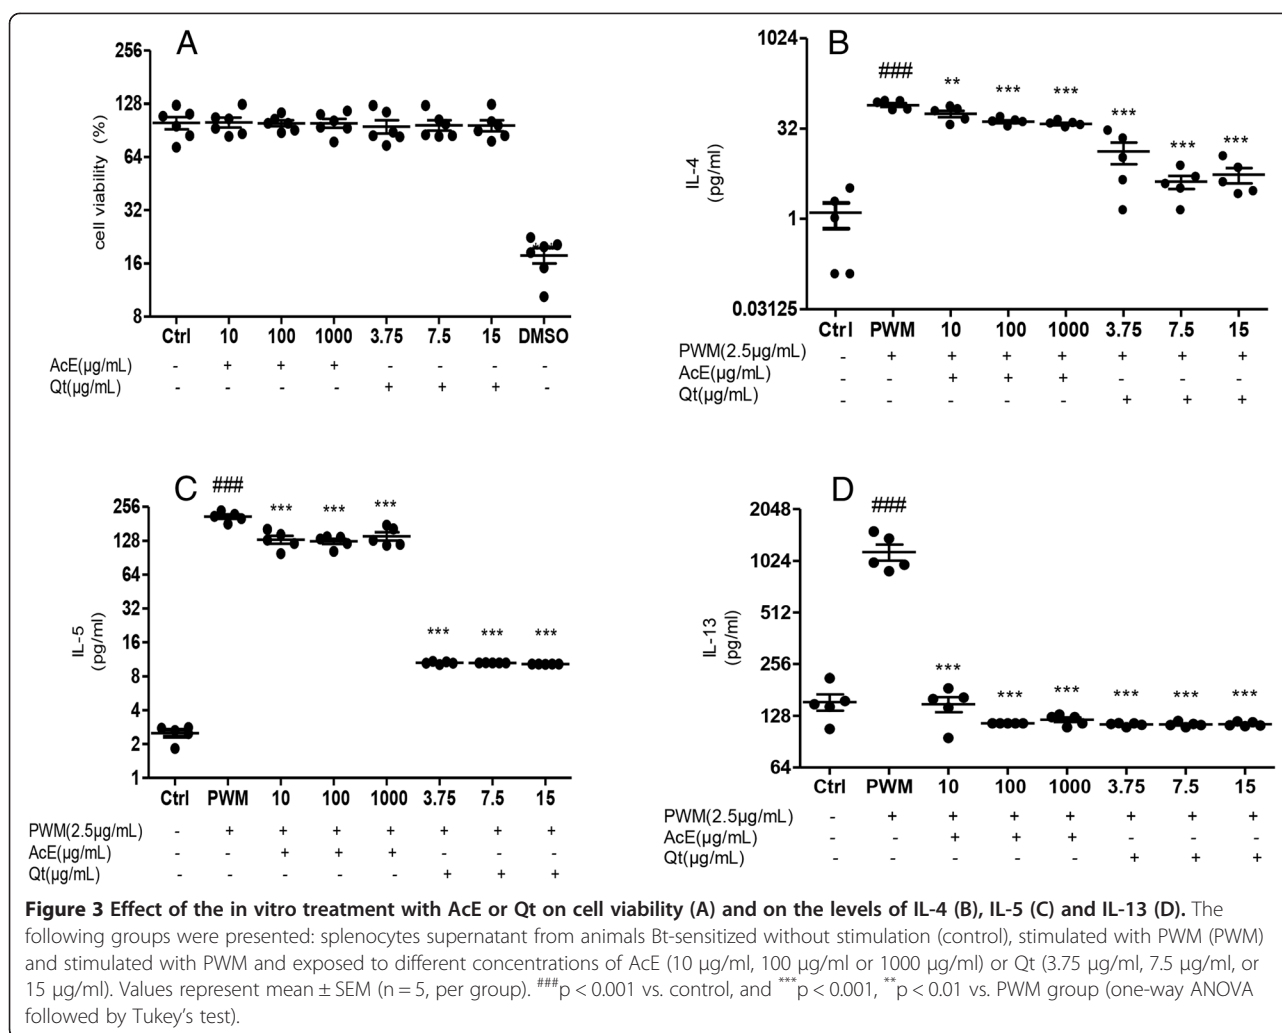 A
256
128
64
32
16
8
cell viability (%)
Ctrl 10 100 1000 3.75 7.5 15 DMSO
AcE(µg/mL) - + + + - - - -
Qt(µg/mL) - - - - + + + -
B
1024
32
1
0.03125
IL-4
(pg/ml)
### ** *** *** *** *** ***
Ctrl PWM 10 100 1000 3.75 7.5 15
PWM(2.5µg/mL) - + + + + + + +
AcE(µg/mL) - - + + + - - -
Qt(µg/mL) - - - - - + + +
C
256
128
64
32
16
8
4
2
1
IL-5
(pg/ml)
### *** *** *** *** *** ***
Ctrl PWM 10 100 1000 3.75 7.5 15
PWM(2.5µg/mL) - + + + + + + +
AcE(µg/mL) - - + + + - - -
Qt(µg/mL) - - - - - + + +
D
2048
1024
512
256
128
64
IL-13
(pg/ml)
### *** *** *** *** *** ***
Ctrl PWM 10 100 1000 3.75 7.5 15
PWM(2.5µg/mL) - + + + + + + +
AcE(µg/mL) - - + + + - - -
Qt(µg/mL) - - - - - + + +
Figure 3 Effect of the in vitro treatment with AcE or Qt on cell viability (A) and on the levels of IL-4 (B), IL-5 (C) and IL-13 (D). The
following groups were presented: splenocytes supernatant from animals Bt-sensitized without stimulation (control), stimulated with PWM (PWM)
and stimulated with PWM and exposed to different concentrations of AcE (10 µg/ml, 100 µg/ml or 1000 µg/ml) or Qt (3.75 µg/ml, 7.5 µg/ml, or
15 µg/ml). Values represent mean ± SEM (n = 5, per group). ###p < 0.001 vs. control, and ***p < 0.001, **p < 0.01 vs. PWM group (one-way ANOVA
followed by Tukey's test).